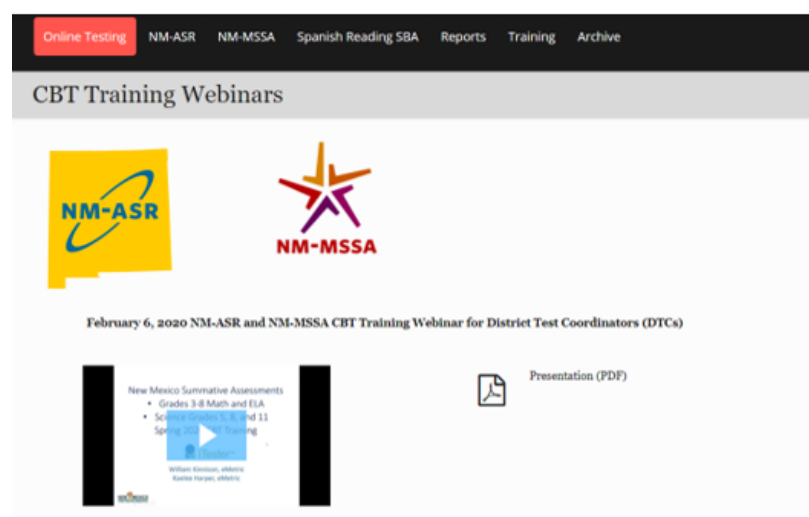 Online Testing NM-ASR NM-MSSA Spanish Reading SBA Reports Training Archive
CBT Training Webinars
NM-ASR
NM-MSSA
February 6, 2020 NM-ASR and NM-MSSA CBT Training Webinar for District Test Coordinators (DTCs)
New Mexico Summative Assessments
• Grades 3-8 Math and ELA
• Science Grades 5, 8, and 11
Spring 202 CBT Training
iTester
William Kinnison, eMetric
Kaelee Harper, eMetric
Presentation (PDF)